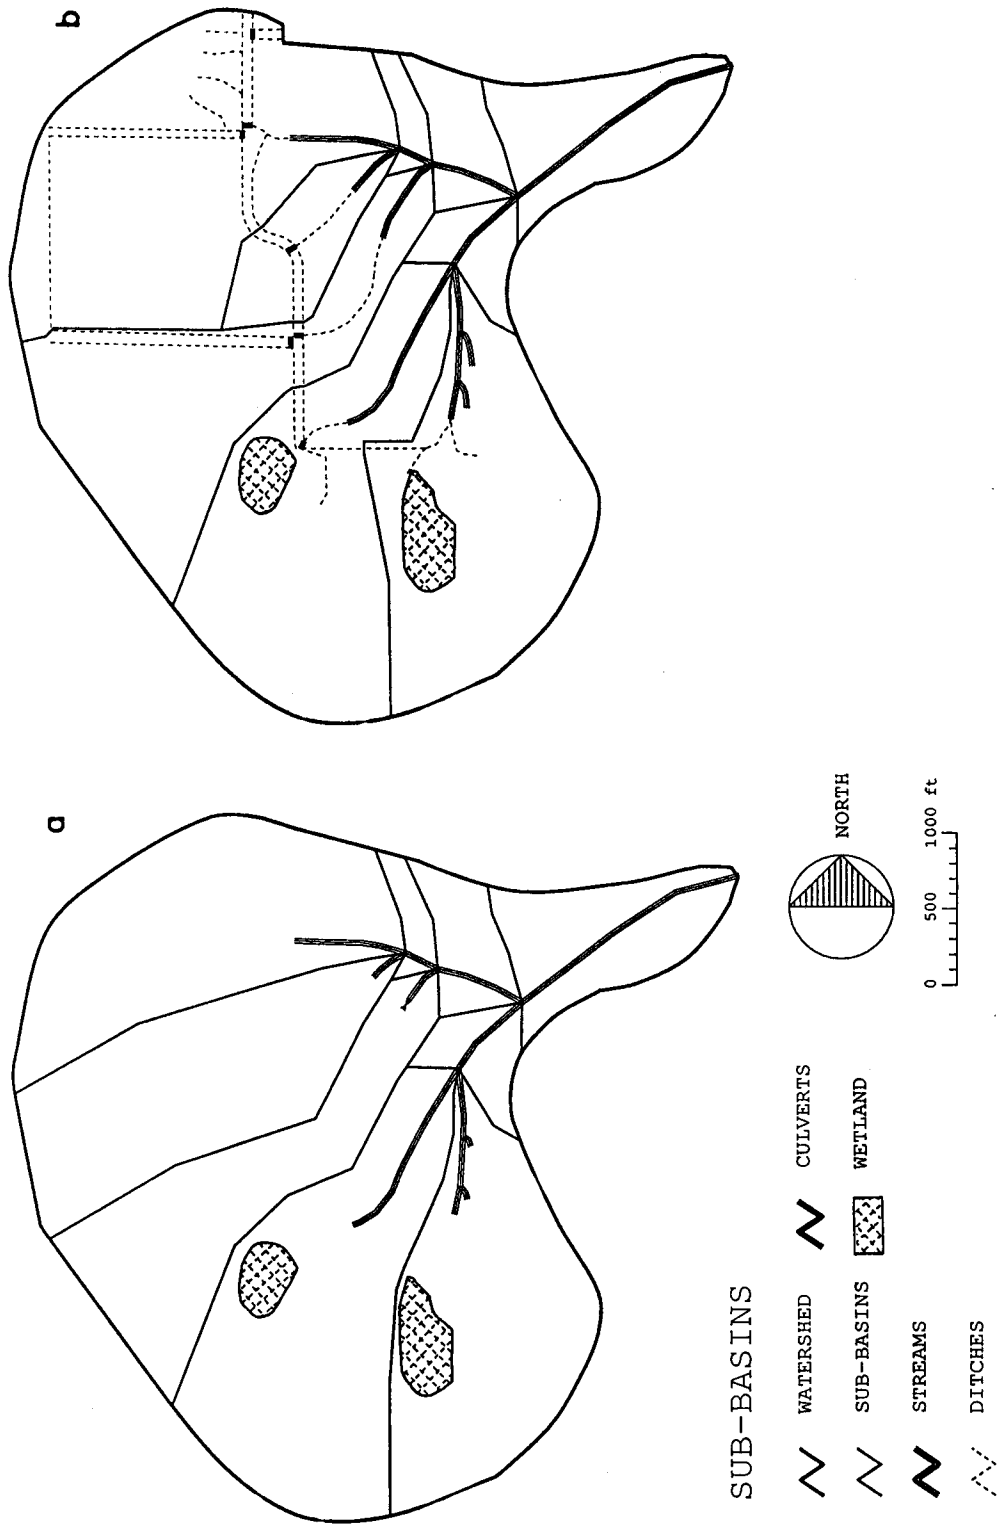 a
b
SUB-BASINS
WATERSHED
CULVERTS
SUB-BASINS
WETLAND
STREAMS
DITCHES
NORTH
0 500 1000 ft